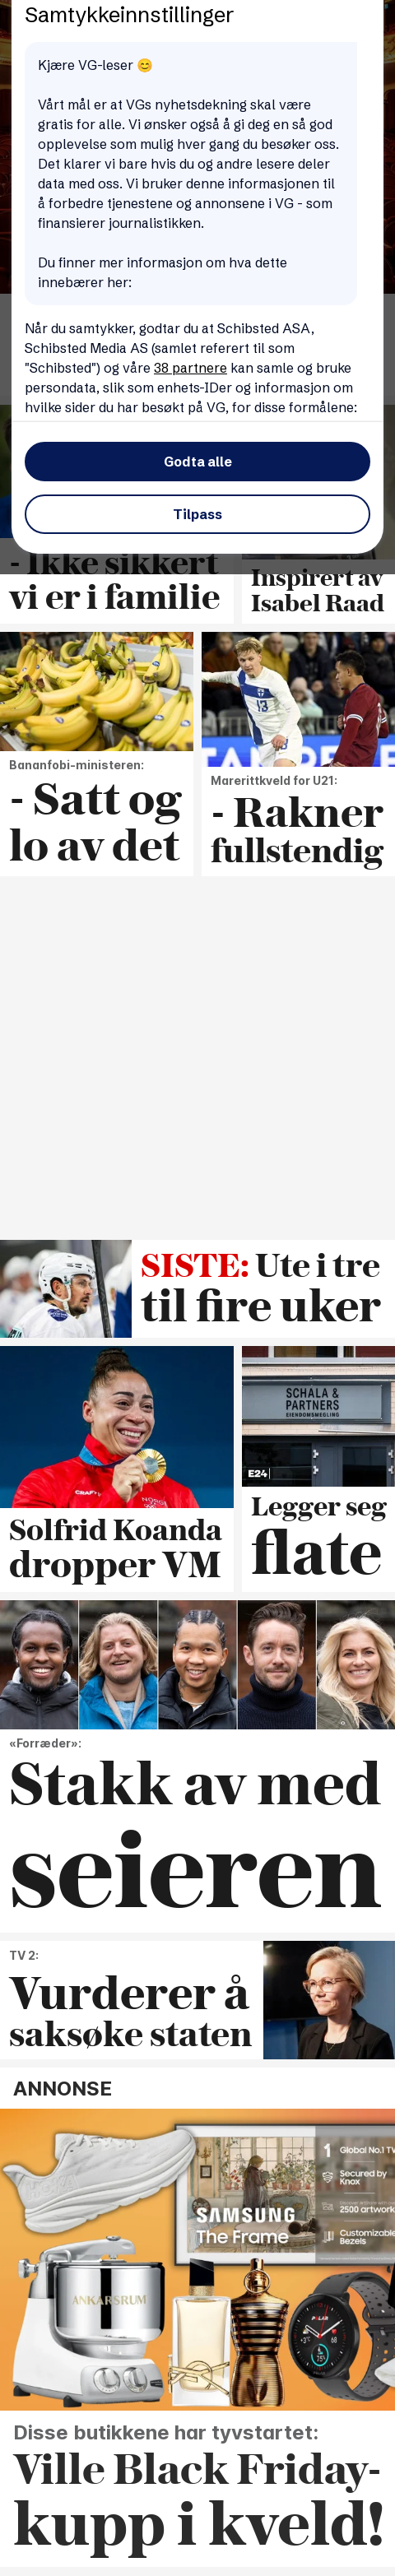 Samtykkeinnstillinger
Kjære VG-leser 😊
Vårt mål er at VGs nyhetsdekning skal være
gratis for alle. Vi ønsker også å gi deg en så god
opplevelse som mulig hver gang du besøker oss.
Det klarer vi bare hvis du og andre lesere deler
data med oss. Vi bruker denne informasjonen til
å forbedre tjenestene og annonsene i VG - som
finansierer journalistikken.
Du finner mer informasjon om hva dette
innebærer her:
Når du samtykker, godtar du at Schibsted ASA,
Schibsted Media AS (samlet referert til som
"Schibsted") og våre 38 partnere kan samle og bruke
persondata, slik som enhets-IDer og informasjon om
hvilke sider du har besøkt på VG, for disse formålene:
Godta alle
Tilpass
- Ikke sikkert
vi er i familie
Inspirert av
Isabel Raad
Bananfobi-ministeren:
- Satt og
lo av det
Marerittkveld for U21:
- Rakner
fullstendig
SISTE: Ute i tre
til fire uker
Solfrid Koanda
dropper VM
SCHALA &
PARTNERS
EIENDOMSMEGLING
E24
Legger seg
flate
«Forræder»:
Stakk av med
seieren
TV 2:
Vurderer å
saksøke staten
ANNONSE
SAMSUNG
The Frame
1 Global No.1 TV
Secured by
Knox
2500 artwork
Customizable
Bezels
ANKARSRUM
POLAR
Disse butikkene har tyvstartet:
Ville Black Friday-
kupp i kveld!